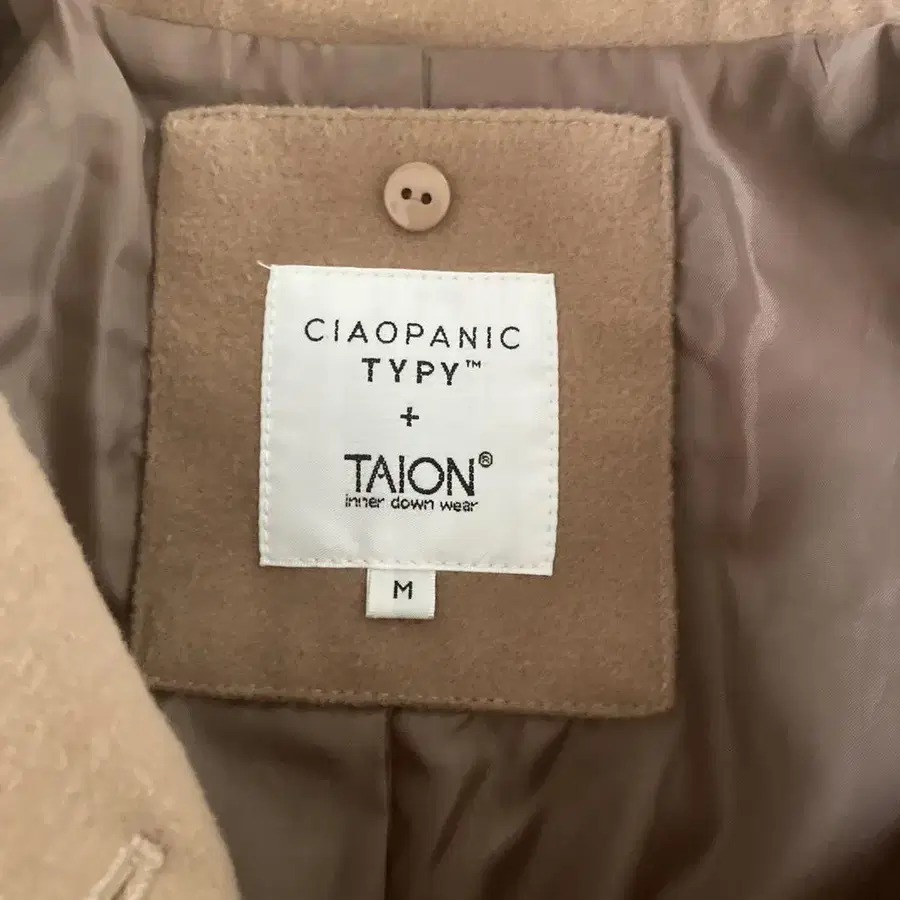 CIAOPANIC
TYPY™
+
TAION®
inner down wear
M